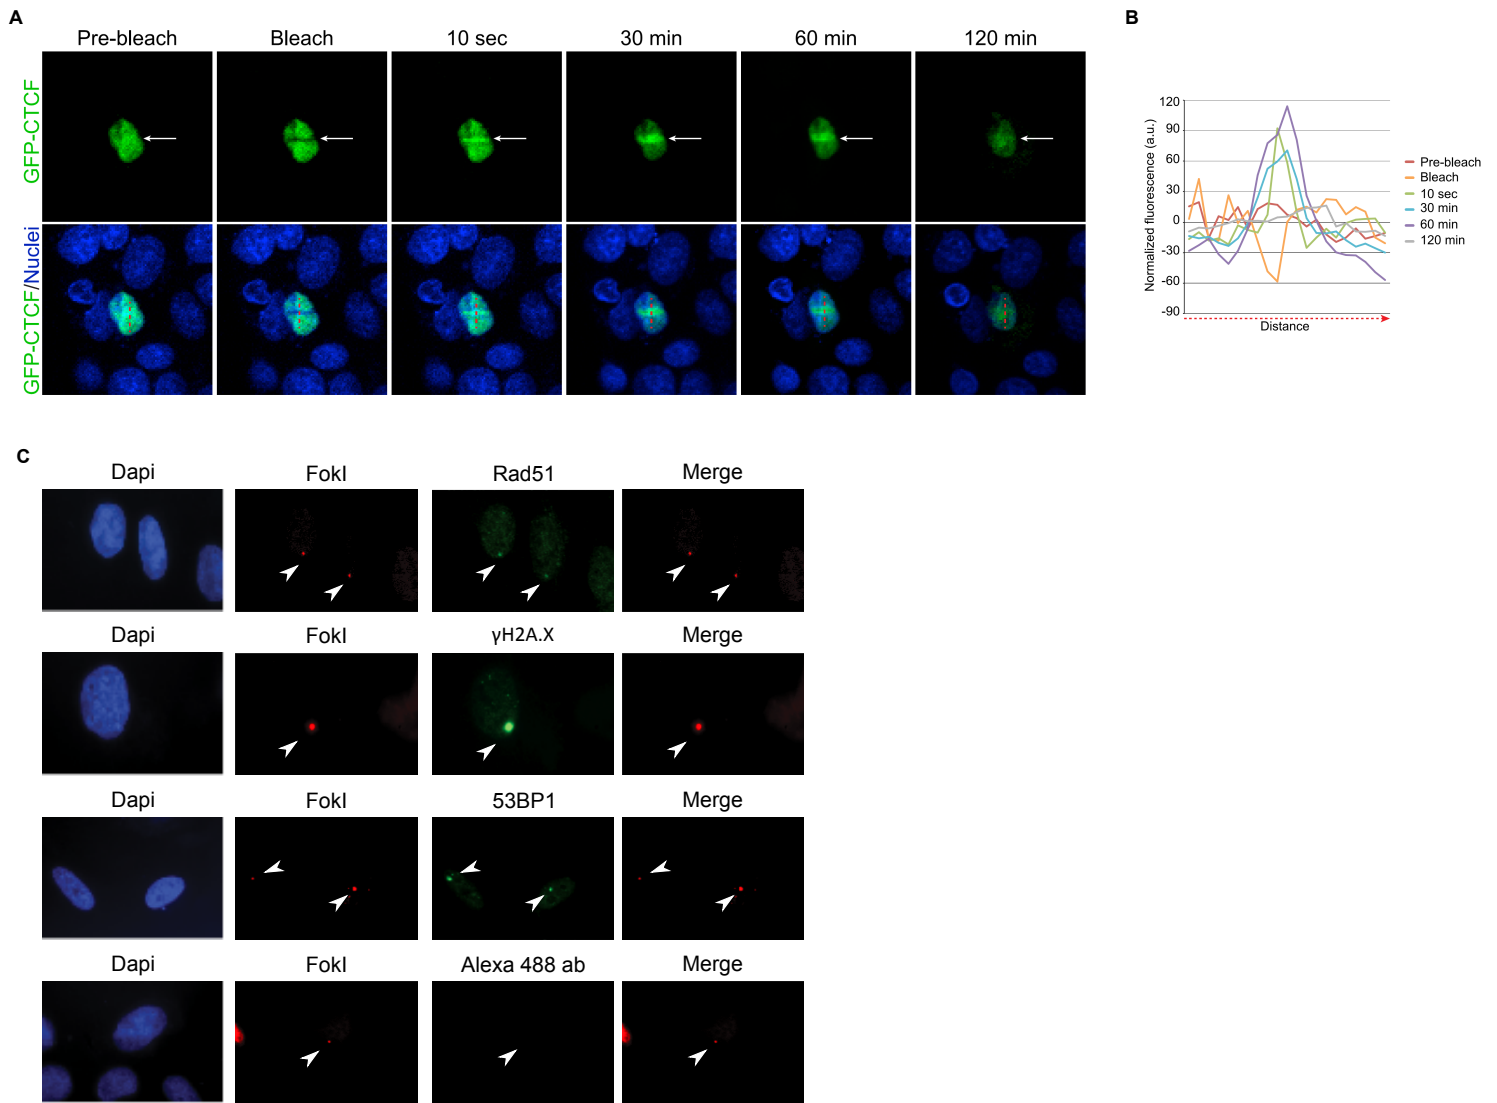 A
B
Pre-bleach
Bleach
10 sec
30 min
60 min
120 min
GFP-CTCF
GFP-CTCF/Nuclei
Normalized fluorescence (a.u.)
120
90
60
30
0
-30
-60
-90
Distance
Pre-bleach
Bleach
10 sec
30 min
60 min
120 min
C
Dapi
FokI
Rad51
Merge
Dapi
FokI
γH2A.X
Merge
Dapi
FokI
53BP1
Merge
Dapi
FokI
Alexa 488 ab
Merge